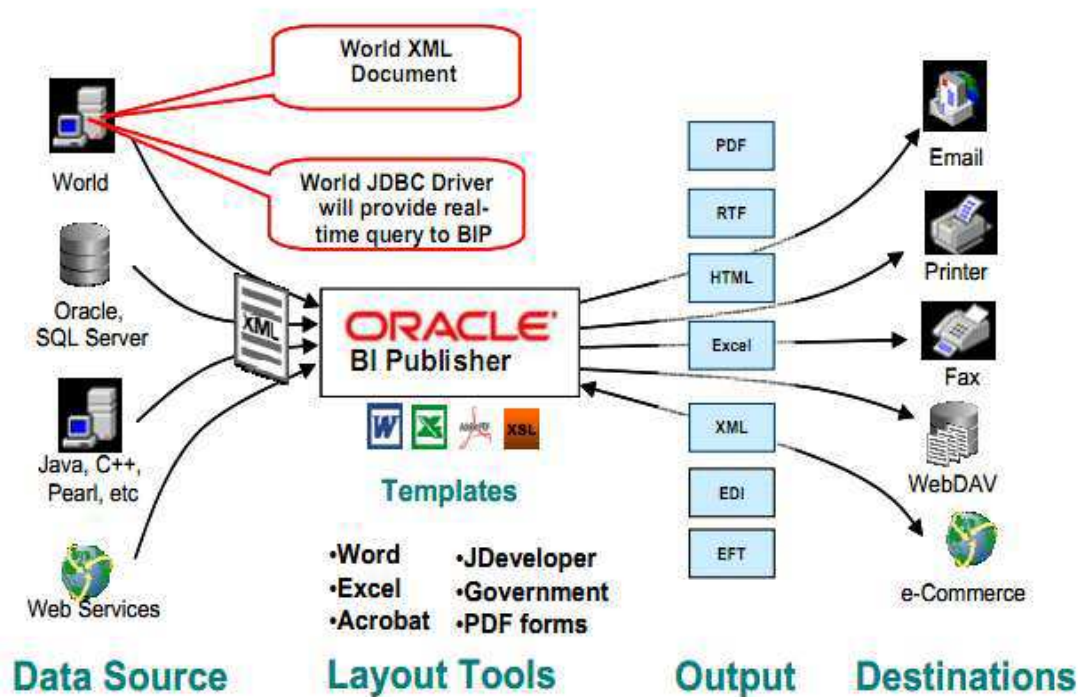 World XML
Document
World
World JDBC Driver
will provide real-
time query to BIP
Oracle,
SQL Server
XML
Java, C++,
Pearl, etc
Web Services
ORACLE
BI Publisher
W
X
Adobe PDF
XSL
Templates
•Word
•Excel
•Acrobat
•JDeveloper
•Government
•PDF forms
PDF
RTF
HTML
Excel
XML
EDI
EFT
Email
Printer
Fax
WebDAV
e-Commerce
Data Source
Layout Tools
Output
Destinations